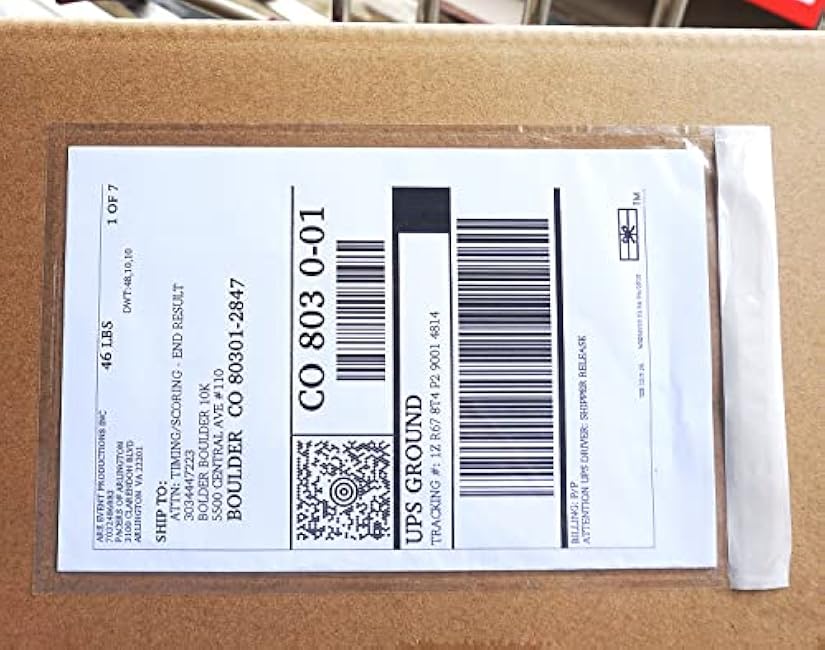 ARE EVENT PRODUCTIONS INC
7032486883
PACERS OF ARLINGTON
3100 CLARENDON BLVD
ARLINGTON VA 22201
46 LBS
1 OF 7
DWT: 48,10,10
SHIP TO:
ATTN: TIMING/SCORING - END RESULT
3034447223
BOLDER BOULDER 10K
5500 CENTRAL AVE #110
BOULDER CO 80301-2847
CO 803 0-01
UPS GROUND
TRACKING #: 1Z R67 8T4 P2 9001 4814
BILLING: P/P
ATTENTION UPS DRIVER: SHIPPER RELEASE
TM